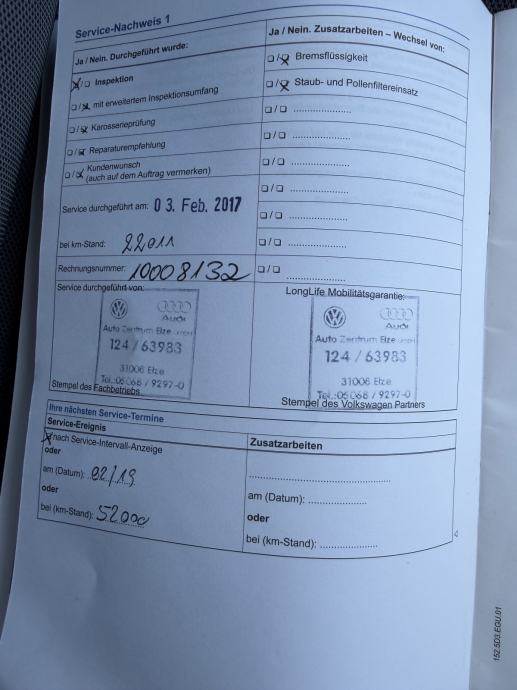 Service-Nachweis 1
Ja / Nein. Durchgeführt wurde:
Ja / Nein. Zusatzarbeiten – Wechsel von:
Inspektion
Bremsflüssigkeit
mit erweitertem Inspektionsumfang
Staub- und Pollenfiltereinsatz
Karosserieprüfung
Reparaturempfehlung
Kundenwunsch
(auch auf dem Auftrag vermerken)
Service durchgeführt am: 03. Feb. 2017
bei km-Stand: 22011
Rechnungsnummer: 10008132
Service durchgeführt von:
Audi
Auto Zentrum Elze GmbH
124 / 63983
31006 Elze
Tel.:05068 / 9297-0
Stempel des Fachbetriebs
LongLife Mobilitätsgarantie:
Audi
Auto Zentrum Elze GmbH
124 / 63983
31006 Elze
Tel.:05068 / 9297-0
Stempel des Volkswagen Partners
Ihre nächsten Service-Termine
Service-Ereignis
nach Service-Intervall-Anzeige
oder
am (Datum): 02/19
oder
bei (km-Stand): 52000
Zusatzarbeiten
am (Datum):
oder
bei (km-Stand):
152.5D3.EGU.01